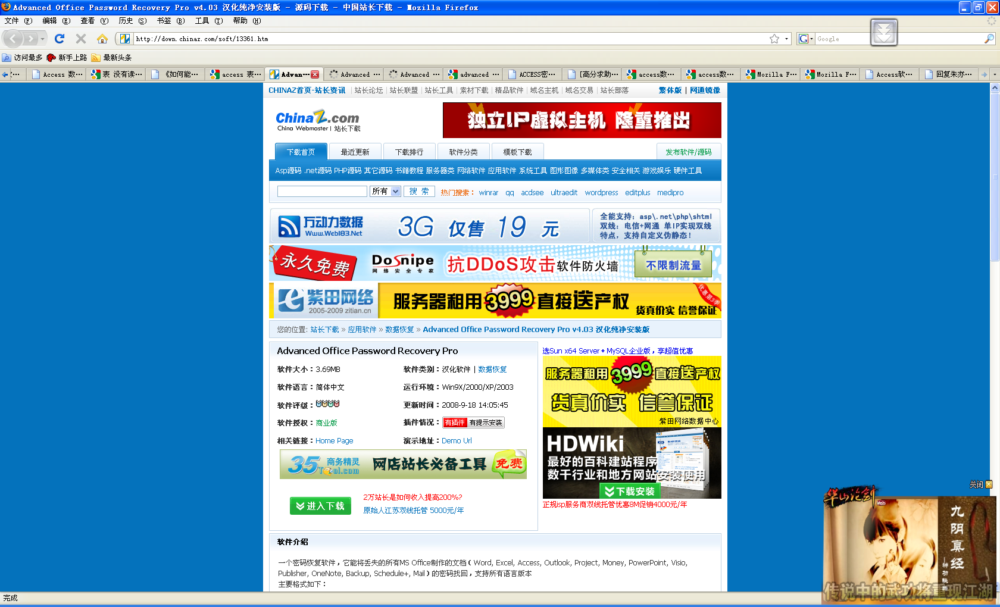 Advanced Office Password Recovery Pro v4.03 汉化纯净安装版 - 源码下载 - 中国站长下载 - Mozilla Firefox
文件 (F) 编辑 (E) 查看 (V) 历史 (S) 书签 (B) 工具 (T) 帮助 (H)
http://down.chinaz.com/soft/13361.htm
G Google
访问最多 新手上路 最新头条
Access 数... 表 没有读... 《如何能... access 表... Advan... Advanced ... Advanced ... advanced ... ACCESS密... [高分求助... access数... access数... Mozilla F... Mozilla F... Access软... 回复朱亦...
CHINAZ首页-站长资讯 | 站长论坛 | 站长联盟 | 站长工具 | 素材下载 | 精品软件 | 域名主机 | 域名交易 | 站长部落 繁体版 | 网通镜像
ChinaZ.com
China Webmaster | 站长下载
独立IP虚拟主机 隆重推出
下载首页 最近更新 下载排行 软件分类 模板下载 发布软件/源码
Asp源码 .net源码 PHP源码 其它源码 书籍教程 服务器类 网络软件 应用软件 系统工具 图形图像 多媒体类 安全相关 游戏娱乐 硬件工具
所有 搜 索 热门搜索： winrar qq acdsee ultraedit wordpress editplus medipro
万动力数据
Www.Web183.Net
3G 仅售 19 元
全能支持：asp\.net\php\shtml
双线：电信+网通 单IP实现双线
特点，支持自定义伪静态！
永久免费
DoSnipe
网 络 安 全 专 家
抗DDoS攻击软件防火墙
不限制流量
紫田网络
2005-2009 zitian.cn
服务器租用3999直接送产权
优惠第3季
货真价实 信誉保证
您的位置: 站长下载 » 应用软件 » 数据恢复 » Advanced Office Password Recovery Pro v4.03 汉化纯净安装版
Advanced Office Password Recovery Pro
软件大小：3.69MB 软件类别：汉化软件 | 数据恢复
软件语言：简体中文 运行环境：Win9X/2000/XP/2003
软件评级： 更新时间：2008-9-18 14:05:45
软件授权：商业版 插件情况：有插件 有提示安装
相关链接：Home Page 演示地址：Demo Url
35Tool.com 商务精灵 网店站长必备工具 免费
进入下载
2万站长是如何收入提高200%?
原始人江苏双线托管 5000元/年
选Sun x64 Server+MySQL企业版，享超值优惠
服务器租用3999直接送产权
货真价实 信誉保证
紫田网络数据中心
HDWiki
最好的百科建站程序
数千行业和地方网站安装使用
下载安装
正规isp服务商双线托管优惠8M促销4000元/年
软件介绍
一个密码恢复软件，它能将丢失的所有MS Office制作的文档（Word, Excel, Access, Outlook, Project, Money, PowerPoint, Visio,
Publisher, OneNote, Backup, Schedule+, Mail）的密码找回，支持所有语言版本
主要格式如下：
关闭
华山论剑
Web
九阴真经
传说中的武功将重现江湖
完成